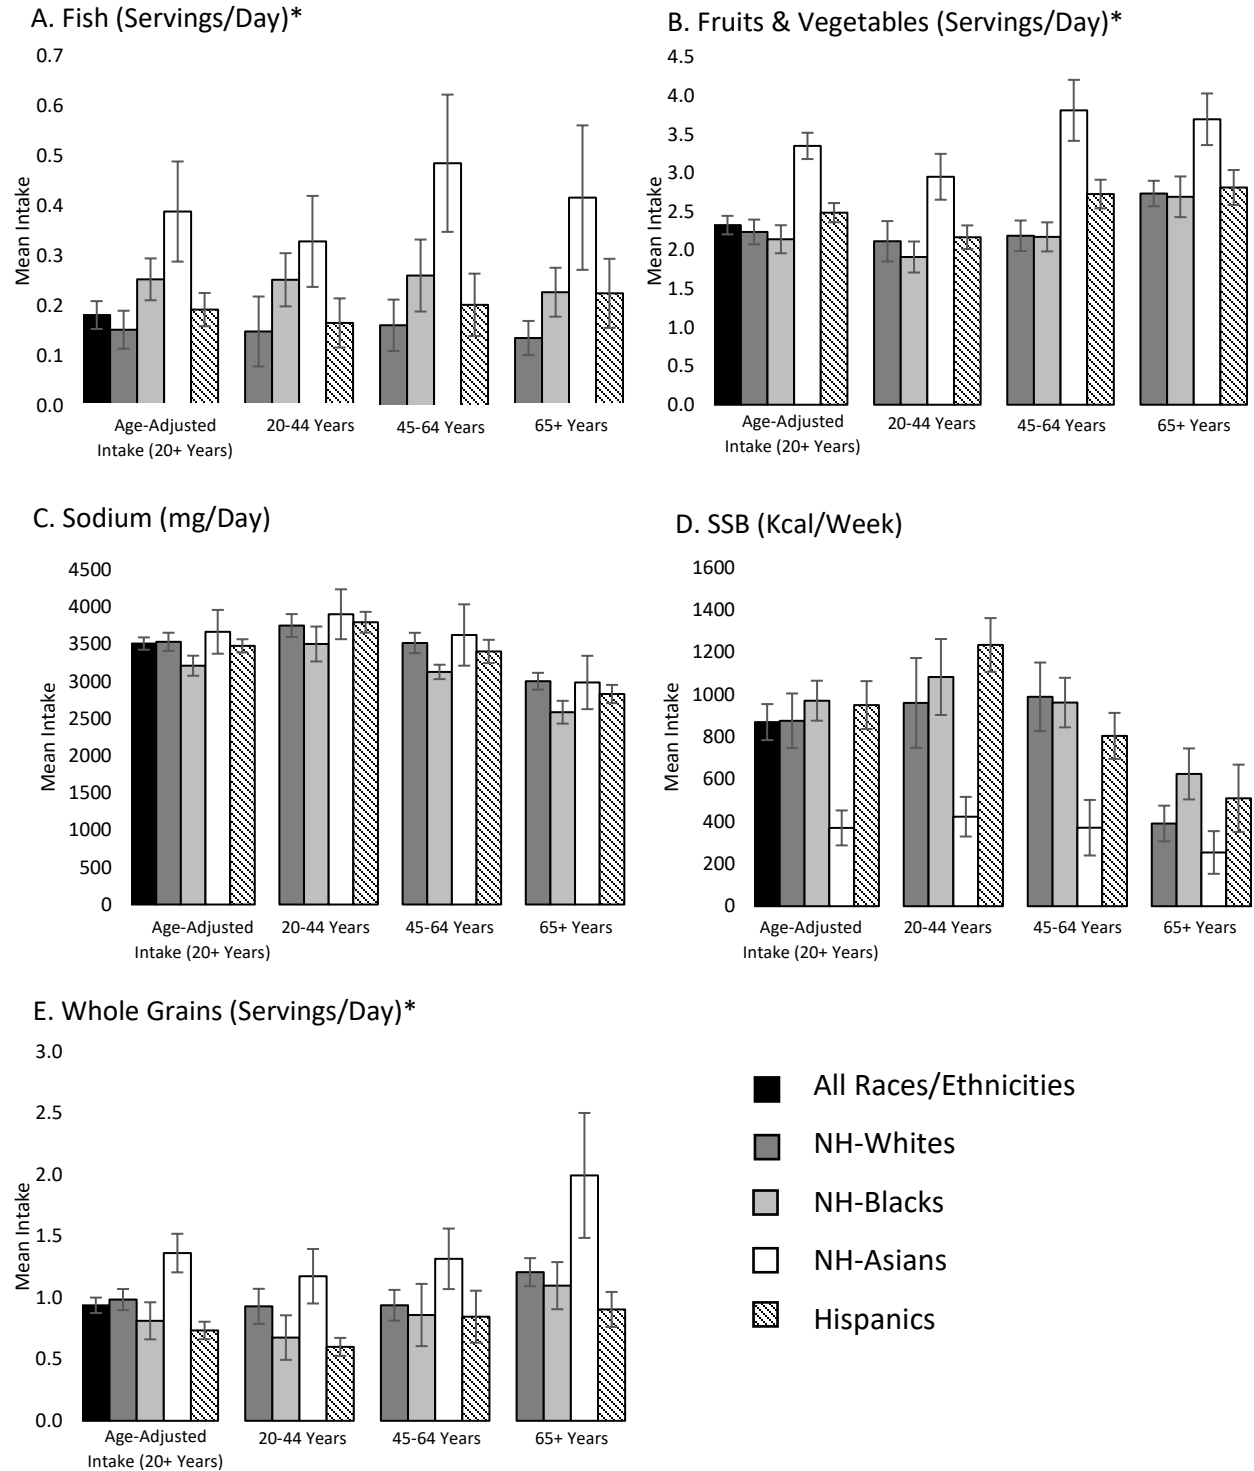 A. Fish (Servings/Day)*
0.7
0.6
0.5
0.4
0.3
0.2
0.1
0.0
Mean Intake
Age-Adjusted
Intake (20+ Years)
20-44 Years
45-64 Years
65+ Years
B. Fruits & Vegetables (Servings/Day)*
4.5
4.0
3.5
3.0
2.5
2.0
1.5
1.0
0.5
0.0
Mean Intake
Age-Adjusted
Intake (20+ Years)
20-44 Years
45-64 Years
65+ Years
C. Sodium (mg/Day)
4500
4000
3500
3000
2500
2000
1500
1000
500
0
Mean Intake
Age-Adjusted
Intake (20+ Years)
20-44 Years
45-64 Years
65+ Years
D. SSB (Kcal/Week)
1600
1400
1200
1000
800
600
400
200
0
Mean Intake
Age-Adjusted
Intake (20+ Years)
20-44 Years
45-64 Years
65+ Years
E. Whole Grains (Servings/Day)*
3.0
2.5
2.0
1.5
1.0
0.5
0.0
Mean Intake
Age-Adjusted
Intake (20+ Years)
20-44 Years
45-64 Years
65+ Years
All Races/Ethnicities
NH-Whites
NH-Blacks
NH-Asians
Hispanics